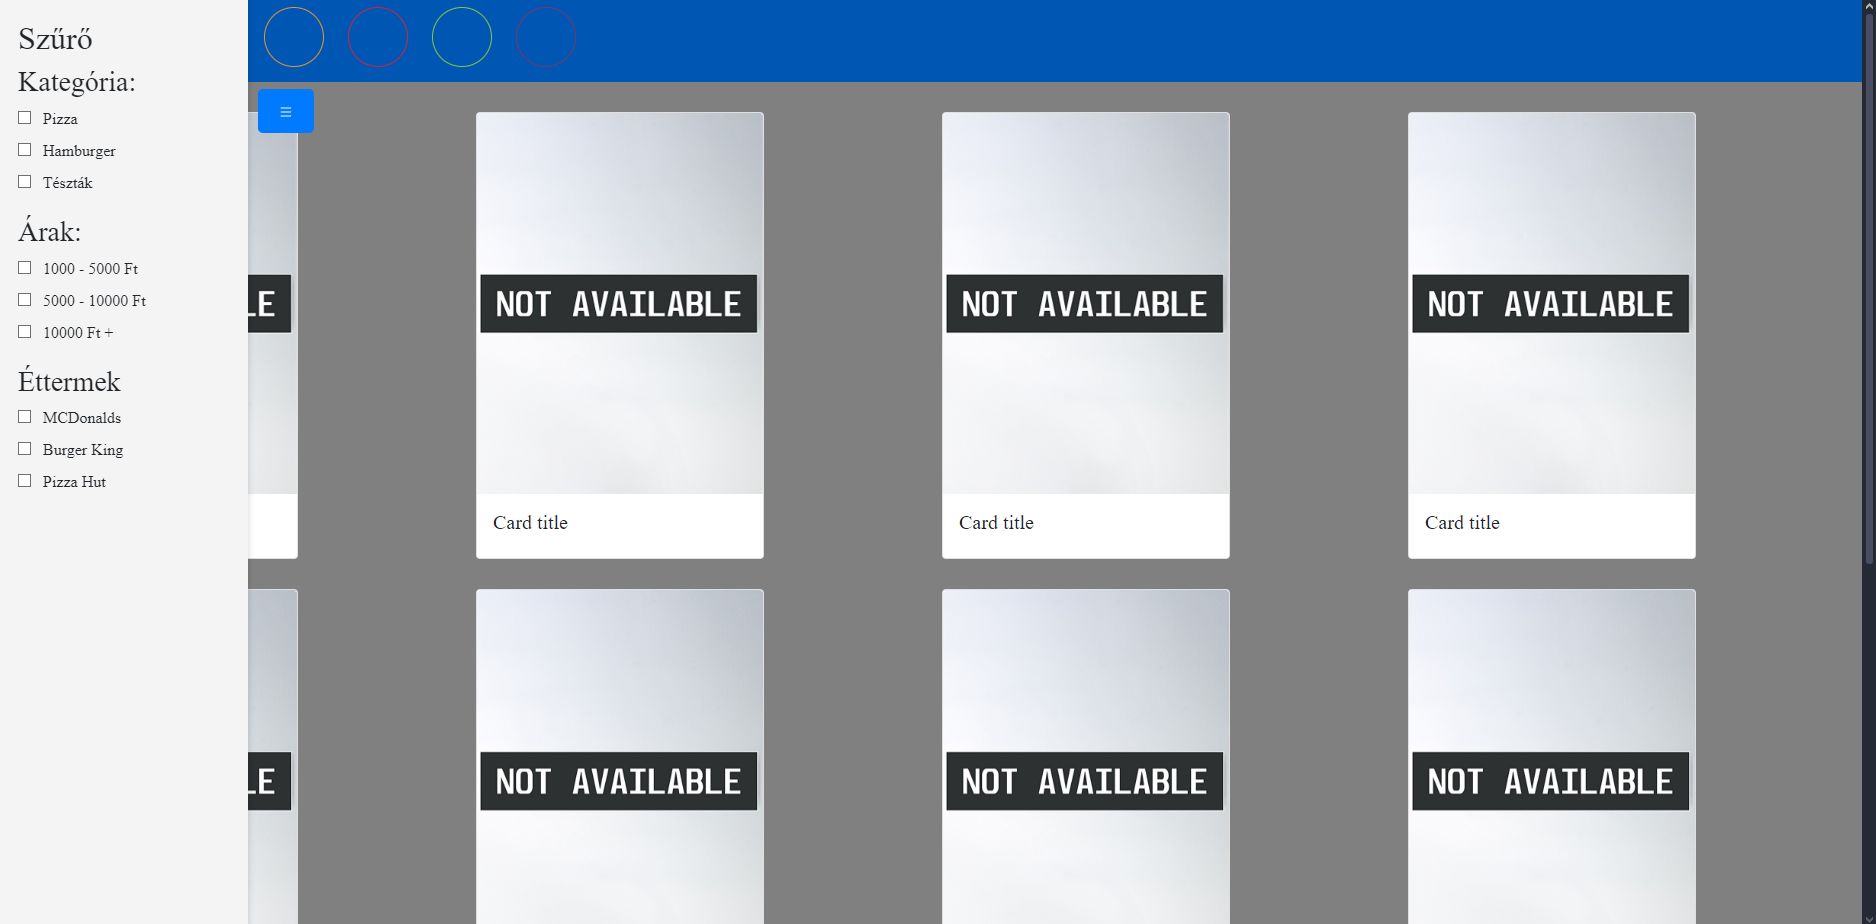 Szűrő
Kategória:
Pizza
Hamburger
Tészták
Árak:
1000 - 5000 Ft
5000 - 10000 Ft
10000 Ft +
Éttermek
MCDonalds
Burger King
Pizza Hut
LE
NOT AVAILABLE
NOT AVAILABLE
NOT AVAILABLE
Card title
Card title
Card title
LE
NOT AVAILABLE
NOT AVAILABLE
NOT AVAILABLE